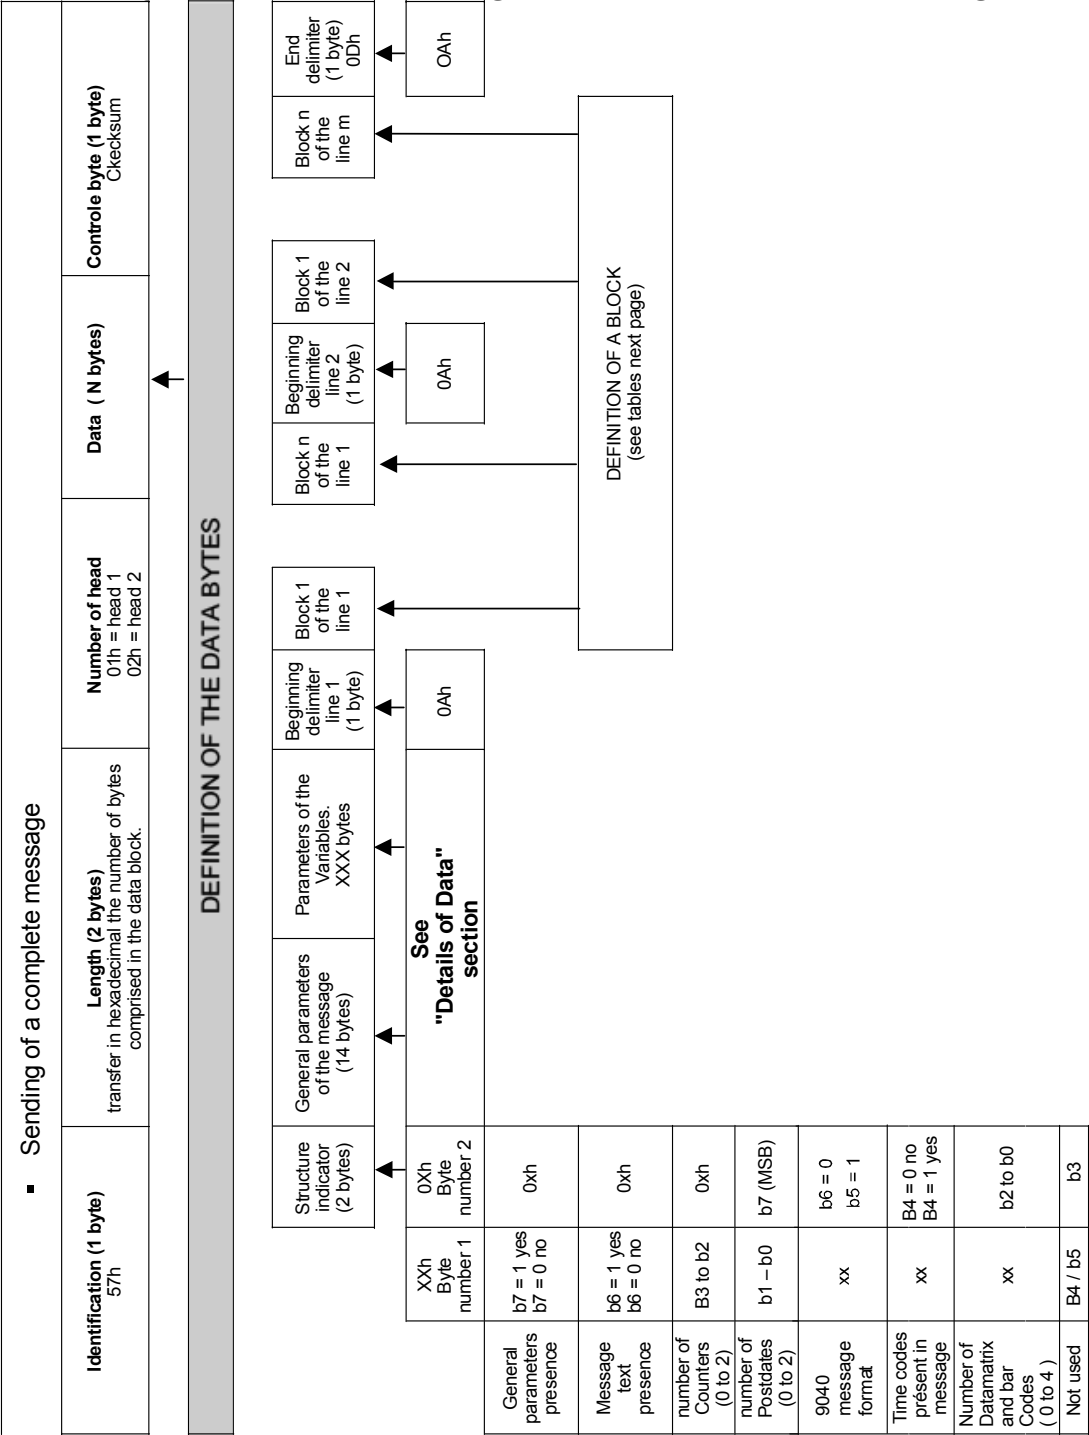 ▪ Sending of a complete message
Identification (1 byte)
57h
Length (2 bytes)
transfer in hexadecimal the number of bytes
comprised in the data block.
Number of head
01h = head 1
02h = head 2
Data ( N bytes)
Controle byte (1 byte)
Ckecksum
DEFINITION OF THE DATA BYTES
Structure
indicator
(2 bytes)
General parameters
of the message
(14 bytes)
Parameters of the
Variables.
XXX bytes
Beginning
delimiter
line 1
(1 byte)
Block 1
of the
line 1
Block n
of the
line 1
Beginning
delimiter
line 2
(1 byte)
Block 1
of the
line 2
Block n
of the
line m
End
delimiter
(1 byte)
0Dh
XXh
Byte
number 1
0Xh
Byte
number 2
See
"Details of Data"
section
0Ah
0Ah
OAh
General
parameters
presence
b7 = 1 yes
b7 = 0 no
0xh
Message
text
presence
b6 = 1 yes
b6 = 0 no
0xh
number of
Counters
(0 to 2)
B3 to b2
0xh
number of
Postdates
(0 to 2)
b1 – b0
b7 (MSB)
9040
message
format
xx
b6 = 0
b5 = 1
Time codes
présent in
message
xx
B4 = 0 no
B4 = 1 yes
Number of
Datamatrix
and bar
Codes
( 0 to 4 )
xx
b2 to b0
Not used
B4 / b5
b3
DEFINITION OF A BLOCK
(see tables next page)